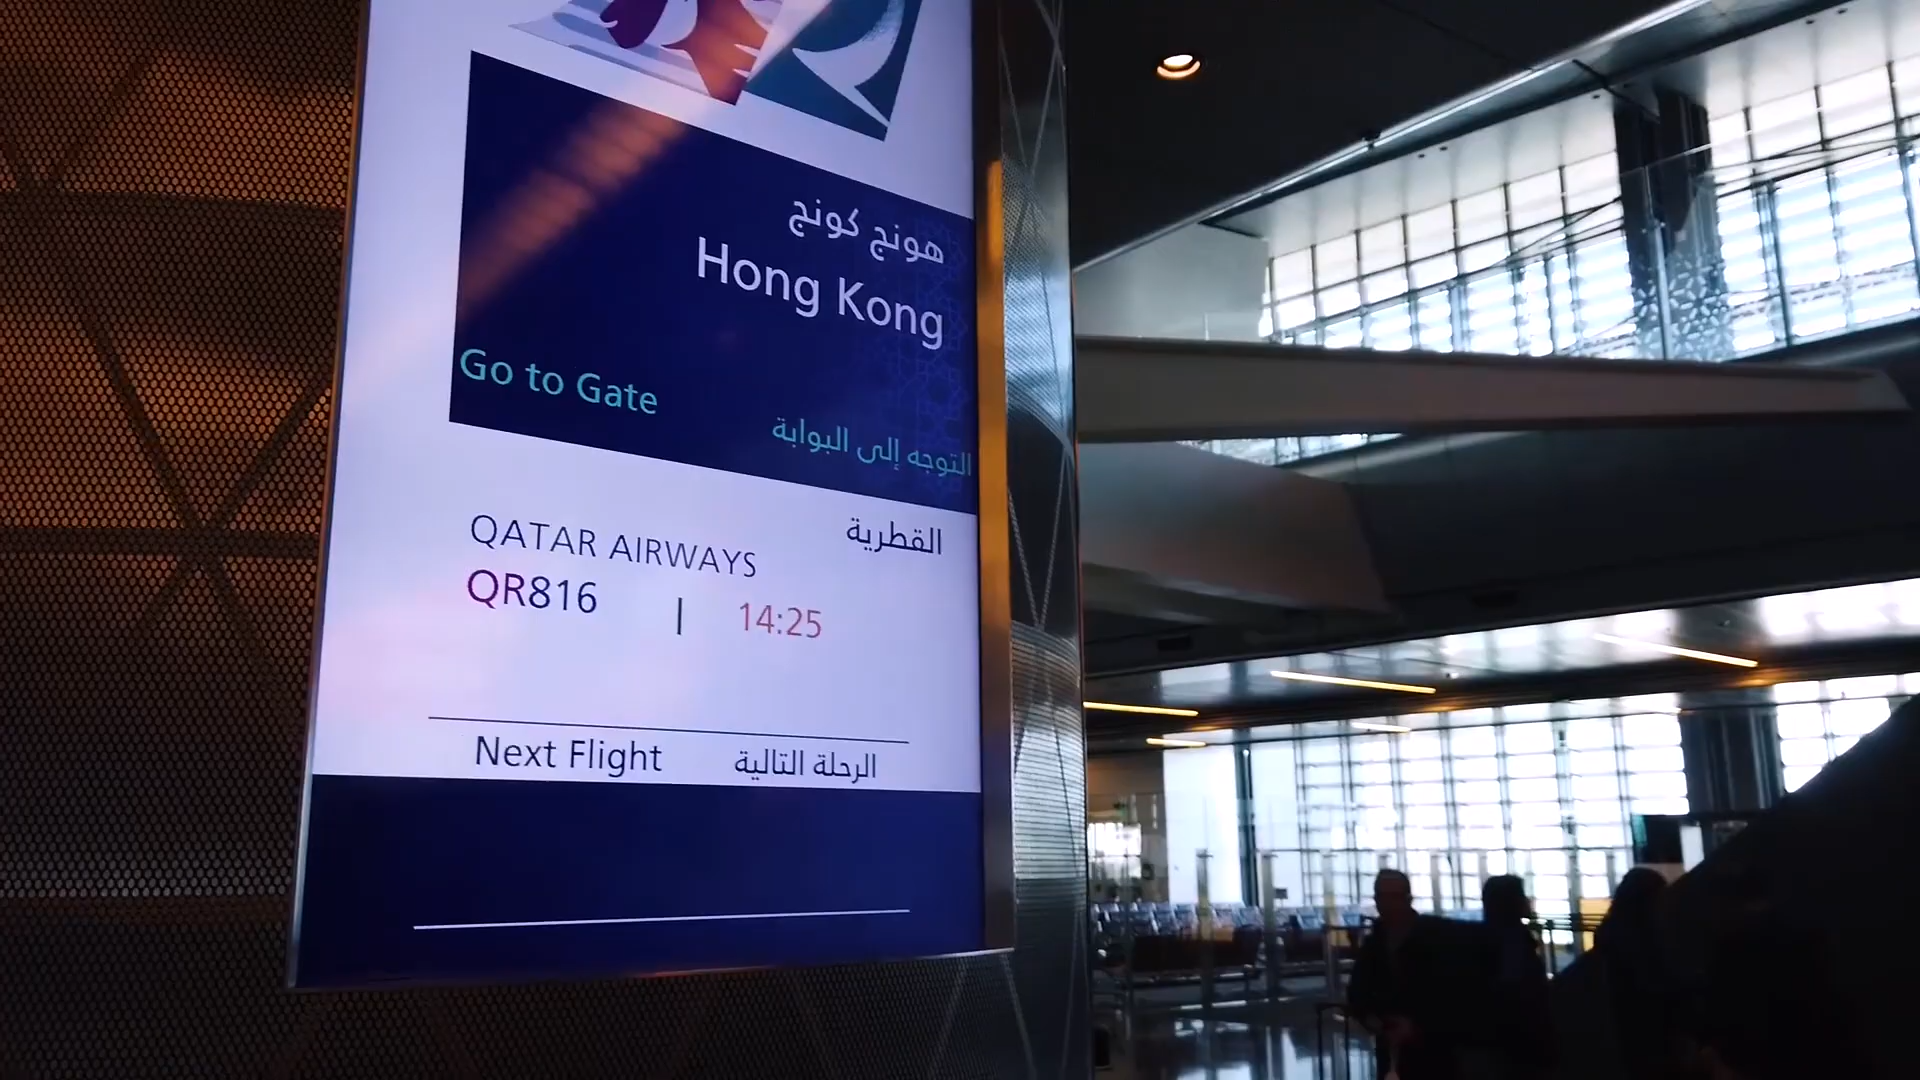 هونج كونج
Hong Kong
Go to Gate
التوجه إلى البوابة
QATAR AIRWAYS
القطرية
QR816 | 14:25
Next Flight
الرحلة التالية